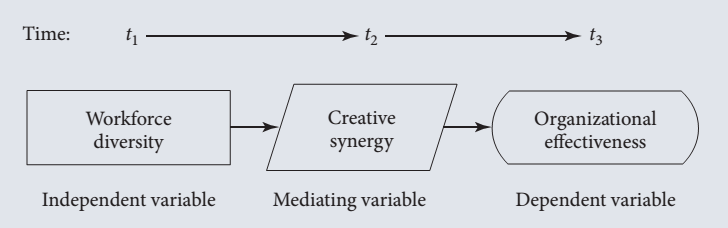 Time: t1 t2 t3
Workforce
diversity
Creative
synergy
Organizational
effectiveness
Independent variable
Mediating variable
Dependent variable